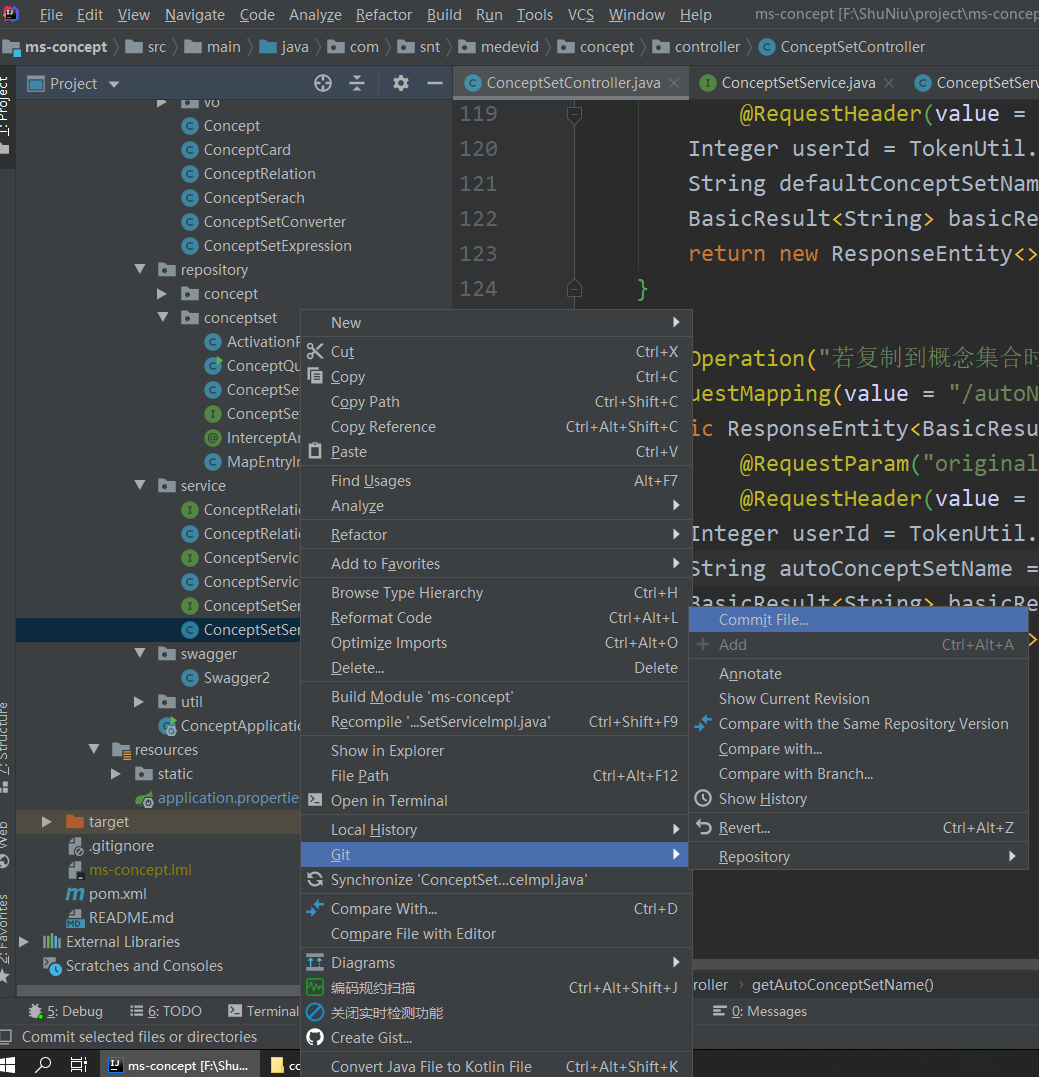 File Edit View Navigate Code Analyze Refactor Build Run Tools VCS Window Help ms-concept [F:\ShuNiu\project\ms-concep
ms-concept src main java com snt medevid concept controller ConceptSetController
1: Project
Project
ConceptSetController.java ConceptSetService.java ConceptSetServ
vo
Concept
ConceptCard
ConceptRelation
ConceptSerach
ConceptSetConverter
ConceptSetExpression
repository
concept
conceptset
ActivationP
ConceptQu
ConceptSet
ConceptSet
InterceptAn
MapEntryIn
service
ConceptRelati
ConceptRelati
ConceptServic
ConceptServic
ConceptSetSer
ConceptSetSer
swagger
Swagger2
util
ConceptApplicatio
resources
static
application.propertie
target
.gitignore
ms-concept.iml
pom.xml
README.md
External Libraries
Scratches and Consoles
7: Structure
Web
2: Favorites
119 @RequestHeader(value =
120 Integer userId = TokenUtil.
121 String defaultConceptSetNam
122 BasicResult<String> basicRe
123 return new ResponseEntity<>
124 }
Operation("若复制到概念集合时
uestMapping(value = "/autoN
ic ResponseEntity<BasicResu
@RequestParam("original
@RequestHeader(value =
Integer userId = TokenUtil.
String autoConceptSetName =
BasicResult<String> basicRe
>
New
Cut Ctrl+X
Copy Ctrl+C
Copy Path Ctrl+Shift+C
Copy Reference Ctrl+Alt+Shift+C
Paste Ctrl+V
Find Usages Alt+F7
Analyze
Refactor
Add to Favorites
Browse Type Hierarchy Ctrl+H
Reformat Code Ctrl+Alt+L
Optimize Imports Ctrl+Alt+O
Delete... Delete
Build Module 'ms-concept'
Recompile '...SetServiceImpl.java' Ctrl+Shift+F9
Show in Explorer
File Path Ctrl+Alt+F12
Open in Terminal
Local History
Git
Synchronize 'ConceptSet...ceImpl.java'
Compare With... Ctrl+D
Compare File with Editor
Diagrams
编码规约扫描 Ctrl+Alt+Shift+J
关闭实时检测功能
Create Gist...
Convert Java File to Kotlin File Ctrl+Alt+Shift+K
Commit File...
Add Ctrl+Alt+A
Annotate
Show Current Revision
Compare with the Same Repository Version
Compare with...
Compare with Branch...
Show History
Revert... Ctrl+Alt+Z
Repository
roller getAutoConceptSetName()
5: Debug 6: TODO Terminal 0: Messages
Commit selected files or directories
ms-concept [F:\Shu... co